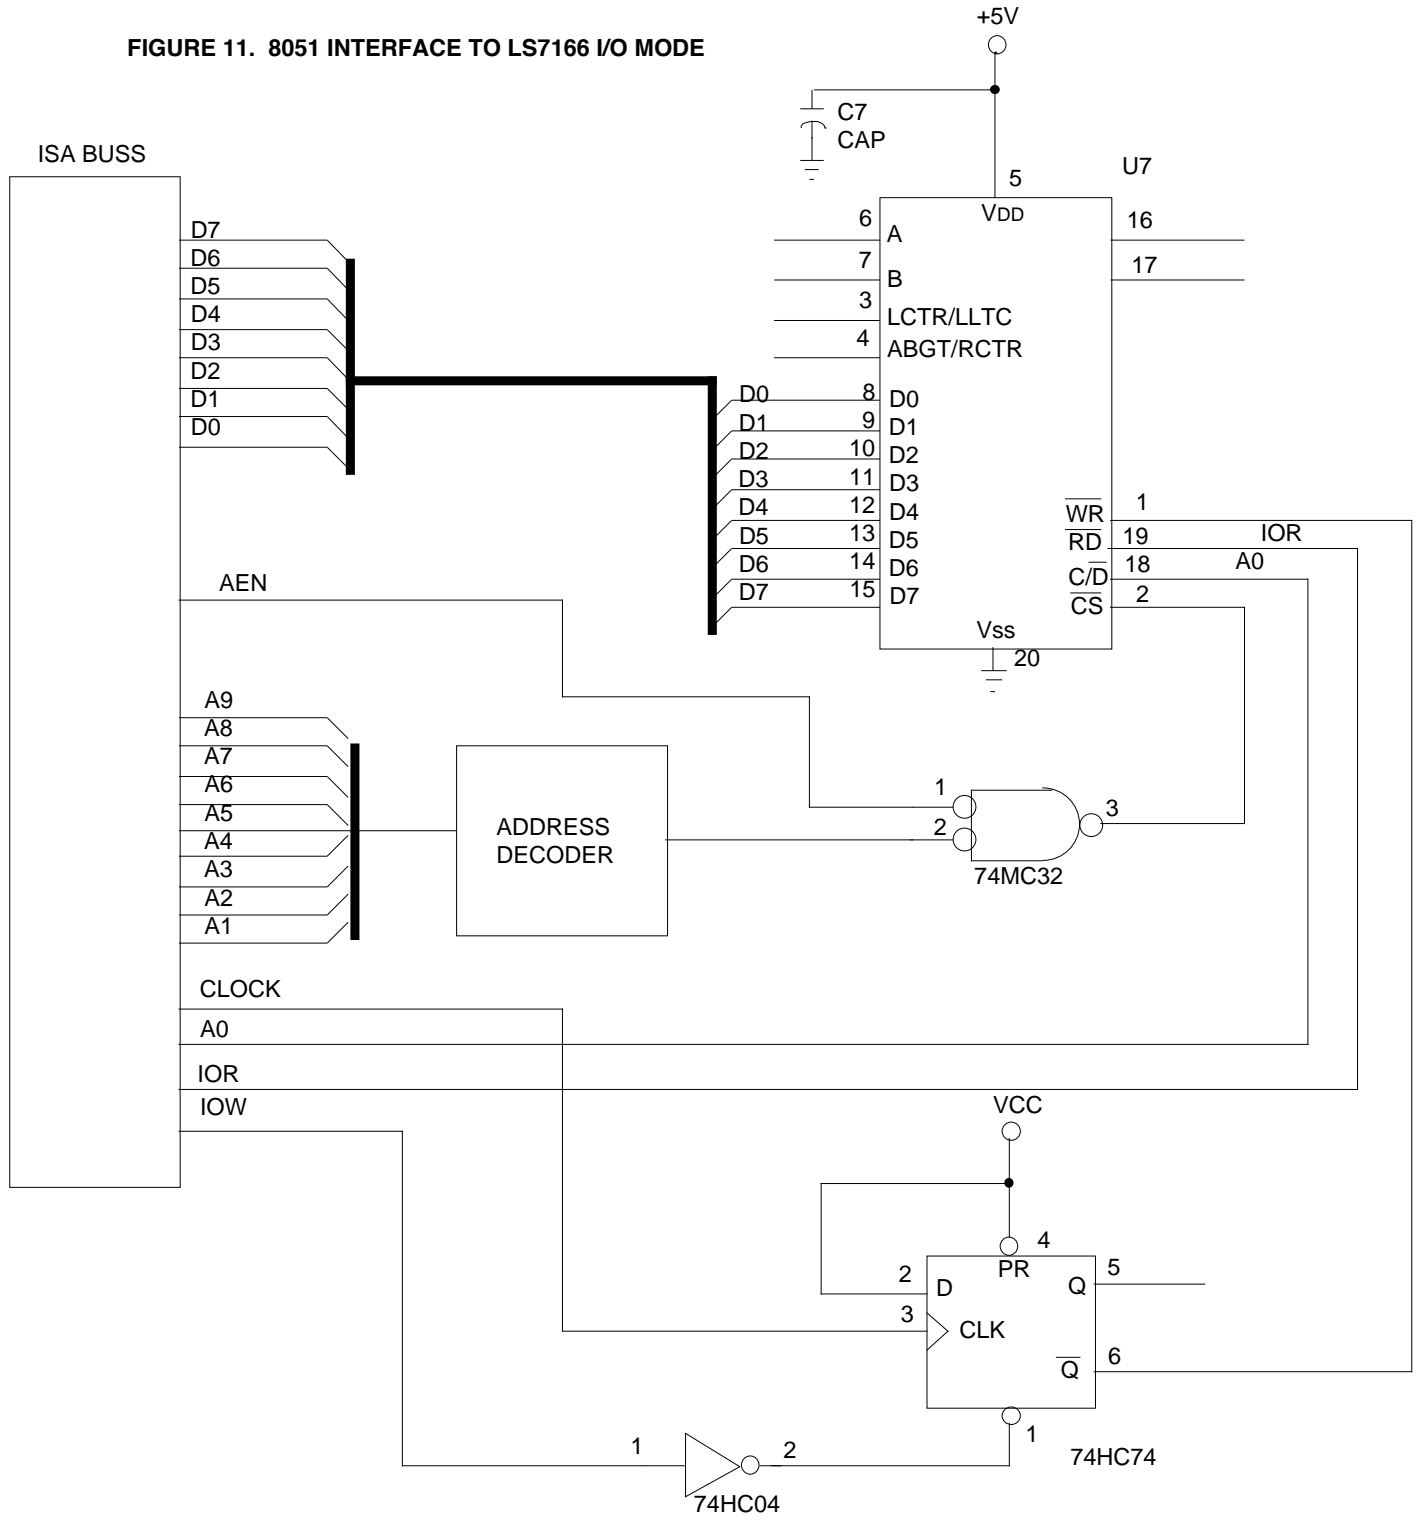 FIGURE 11. 8051 INTERFACE TO LS7166 I/O MODE
+5V
C7
CAP
ISA BUSS
U7
5
VDD
D7
D6
D5
D4
D3
D2
D1
D0
6
A
7
B
3
LCTR/LLTC
4
ABGT/RCTR
16
17
D0 8 D0
D1 9 D1
D2 10 D2
D3 11 D3
D4 12 D4
D5 13 D5
D6 14 D6
D7 15 D7
WR 1
RD 19 IOR
C/D 18 A0
CS 2
Vss
20
AEN
A9
A8
A7
A6
A5
A4
A3
A2
A1
ADDRESS
DECODER
1
2
3
74MC32
CLOCK
A0
IOR
IOW
VCC
4
PR
2 D
3 CLK
Q 5
Q 6
1
74HC74
1
2
74HC04